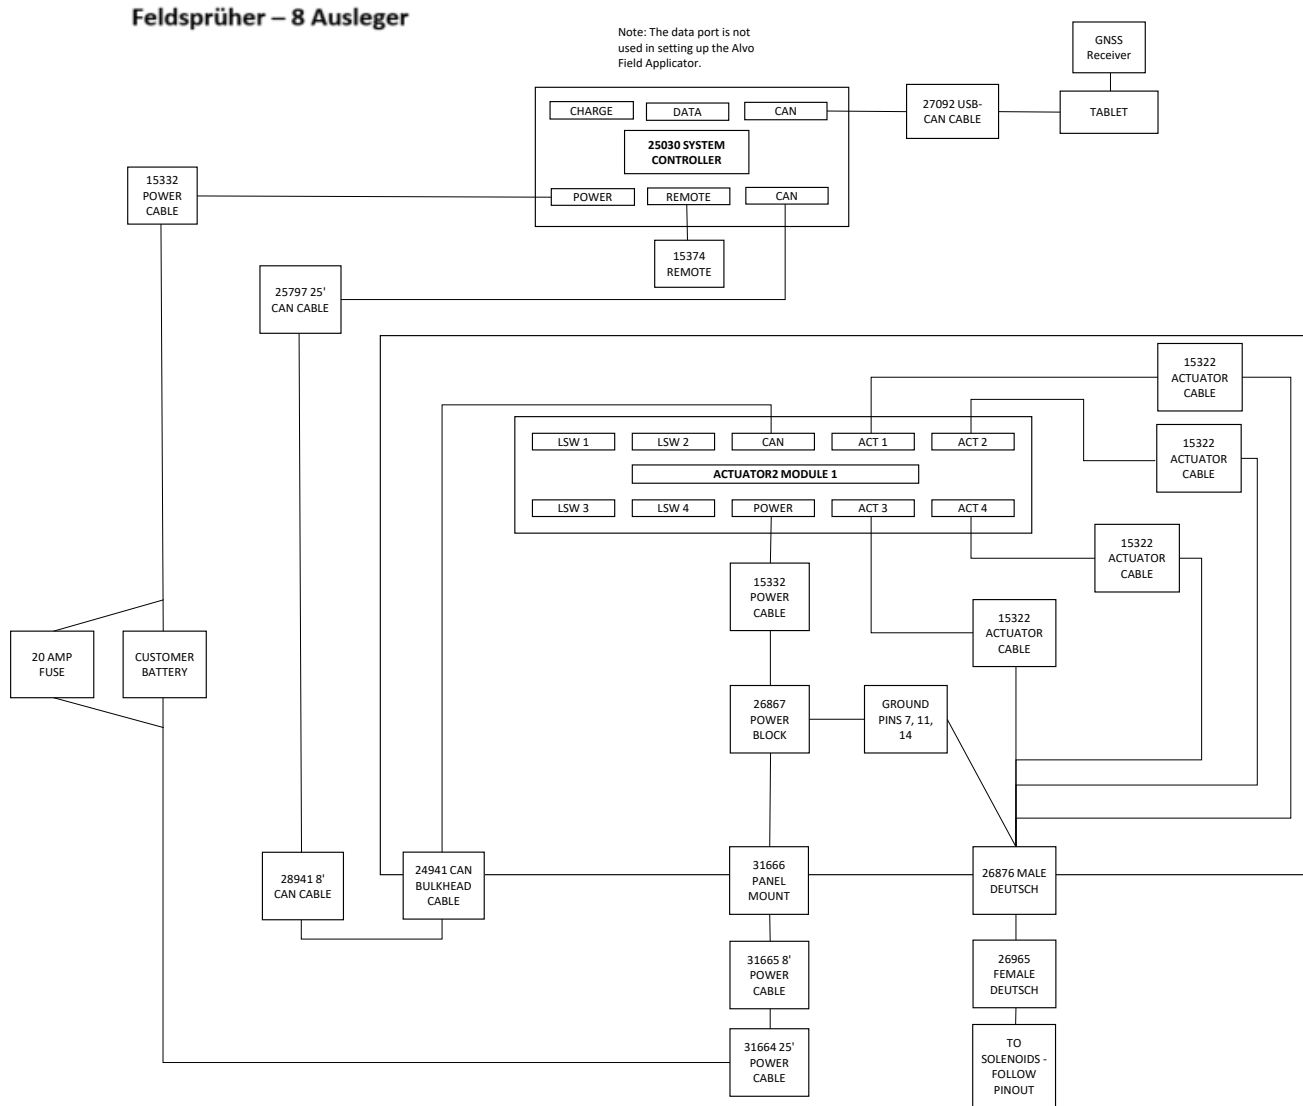 Feldsprüher – 8 Ausleger
Note: The data port is not
used in setting up the Alvo
Field Applicator.
GNSS
Receiver
CHARGE
DATA
CAN
27092 USB-
CAN CABLE
TABLET
25030 SYSTEM
CONTROLLER
15332
POWER
CABLE
POWER
REMOTE
CAN
15374
REMOTE
25797 25'
CAN CABLE
15322
ACTUATOR
CABLE
LSW 1
LSW 2
CAN
ACT 1
ACT 2
15322
ACTUATOR
CABLE
ACTUATOR2 MODULE 1
LSW 3
LSW 4
POWER
ACT 3
ACT 4
15322
ACTUATOR
CABLE
15332
POWER
CABLE
15322
ACTUATOR
CABLE
20 AMP
FUSE
CUSTOMER
BATTERY
26867
POWER
BLOCK
GROUND
PINS 7, 11,
14
28941 8'
CAN CABLE
24941 CAN
BULKHEAD
CABLE
31666
PANEL
MOUNT
26876 MALE
DEUTSCH
31665 8'
POWER
CABLE
26965
FEMALE
DEUTSCH
31664 25'
POWER
CABLE
TO
SOLENOIDS -
FOLLOW
PINOUT